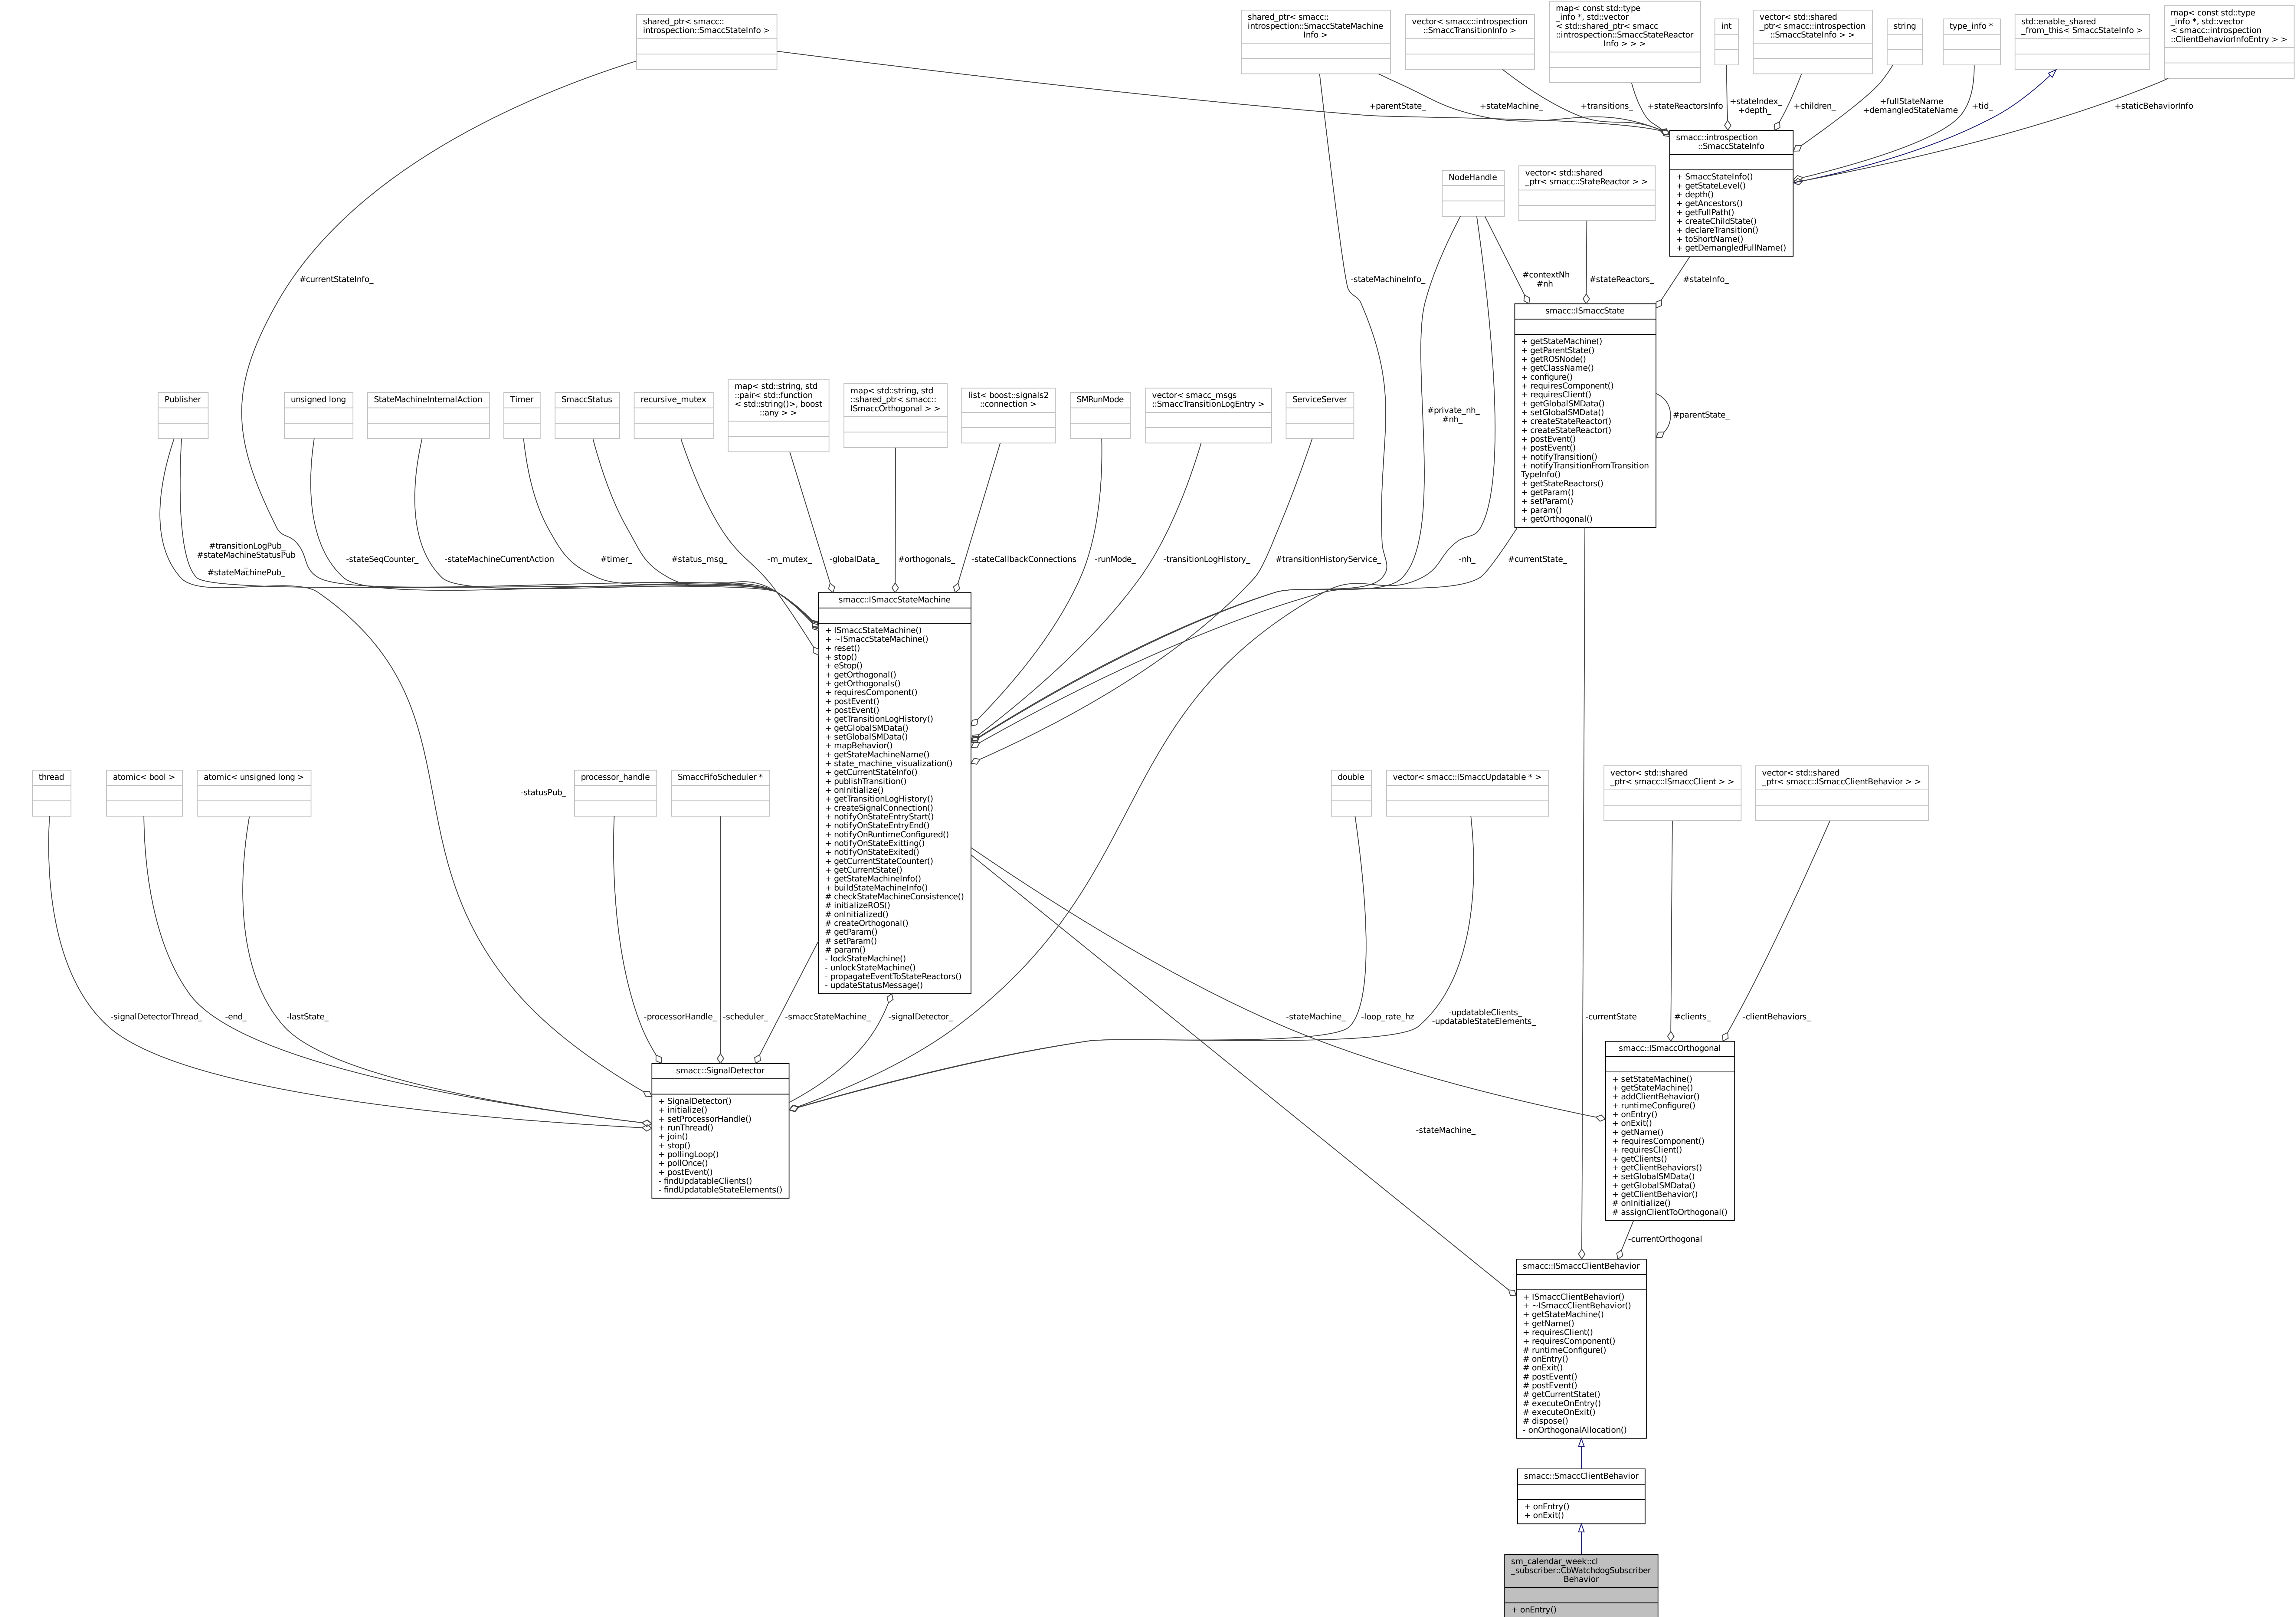 shared_ptr< smacc::
introspection::SmaccStateInfo >
shared_ptr< smacc::
introspection::SmaccStateMachine
Info >
vector< smacc::introspection
::SmaccTransitionInfo >
map< const std::type
_info *, std::vector
< std::shared_ptr< smacc
::introspection::SmaccStateReactor
Info > > >
int
vector< std::shared
_ptr< smacc::introspection
::SmaccStateInfo > >
string
type_info *
std::enable_shared
_from_this< SmaccStateInfo >
map< const std::type
_info *, std::vector
< smacc::introspection
::ClientBehaviorInfoEntry > >
+parentState_
+stateMachine_
+transitions_
+stateReactorsInfo
+stateIndex_
+depth_
+children_
+fullStateName
+demangledStateName
+tid_
+staticBehaviorInfo
smacc::introspection
::SmaccStateInfo
+ SmaccStateInfo()
+ getStateLevel()
+ depth()
+ getAncestors()
+ getFullPath()
+ createChildState()
+ declareTransition()
+ toShortName()
+ getDemangledFullName()
NodeHandle
vector< std::shared
_ptr< smacc::StateReactor > >
#currentStateInfo_
-stateMachineInfo_
#contextNh
#nh
#stateReactors_
#stateInfo_
smacc::ISmaccState
+ getStateMachine()
+ getParentState()
+ getROSNode()
+ getClassName()
+ configure()
+ requiresComponent()
+ requiresClient()
+ getGlobalSMData()
+ setGlobalSMData()
+ createStateReactor()
+ createStateReactor()
+ postEvent()
+ postEvent()
+ notifyTransition()
+ notifyTransitionFromTransition
TypeInfo()
+ getStateReactors()
+ getParam()
+ setParam()
+ param()
+ getOrthogonal()
#parentState_
Publisher
unsigned long
StateMachineInternalAction
Timer
SmaccStatus
recursive_mutex
map< std::string, std
::pair< std::function
< std::string()>, boost
::any > >
map< std::string, std
::shared_ptr< smacc::
ISmaccOrthogonal > >
list< boost::signals2
::connection >
SMRunMode
vector< smacc_msgs
::SmaccTransitionLogEntry >
ServiceServer
#private_nh_
#nh_
#transitionLogPub_
#stateMachineStatusPub
_
#stateMachinePub_
-stateSeqCounter_
-stateMachineCurrentAction
#timer_
#status_msg_
-m_mutex_
-globalData_
#orthogonals_
-stateCallbackConnections
-runMode_
-transitionLogHistory_
#transitionHistoryService_
-nh_
#currentState_
smacc::ISmaccStateMachine
+ ISmaccStateMachine()
+ ~ISmaccStateMachine()
+ reset()
+ stop()
+ eStop()
+ getOrthogonal()
+ getOrthogonals()
+ requiresComponent()
+ postEvent()
+ postEvent()
+ getTransitionLogHistory()
+ getGlobalSMData()
+ setGlobalSMData()
+ mapBehavior()
+ getStateMachineName()
+ state_machine_visualization()
+ getCurrentStateInfo()
+ publishTransition()
+ onInitialize()
+ getTransitionLogHistory()
+ createSignalConnection()
+ notifyOnStateEntryStart()
+ notifyOnStateEntryEnd()
+ notifyOnRuntimeConfigured()
+ notifyOnStateExitting()
+ notifyOnStateExited()
+ getCurrentStateCounter()
+ getCurrentState()
+ getStateMachineInfo()
+ buildStateMachineInfo()
# checkStateMachineConsistence()
# initializeROS()
# onInitialized()
# createOrthogonal()
# getParam()
# setParam()
# param()
- lockStateMachine()
- unlockStateMachine()
- propagateEventToStateReactors()
- updateStatusMessage()
thread
atomic< bool >
atomic< unsigned long >
-statusPub_
processor_handle
SmaccFifoScheduler *
double
vector< smacc::ISmaccUpdatable * >
vector< std::shared
_ptr< smacc::ISmaccClient > >
vector< std::shared
_ptr< smacc::ISmaccClientBehavior > >
-signalDetectorThread_
-end_
-lastState_
-processorHandle_
-scheduler_
-smaccStateMachine_
-signalDetector_
-stateMachine_
-loop_rate_hz
-updatableClients_
-updatableStateElements_
-currentState
#clients_
-clientBehaviors_
smacc::SignalDetector
+ SignalDetector()
+ initialize()
+ setProcessorHandle()
+ runThread()
+ join()
+ stop()
+ pollingLoop()
+ pollOnce()
+ postEvent()
- findUpdatableClients()
- findUpdatableStateElements()
smacc::ISmaccOrthogonal
+ setStateMachine()
+ getStateMachine()
+ addClientBehavior()
+ runtimeConfigure()
+ onEntry()
+ onExit()
+ getName()
+ requiresComponent()
+ requiresClient()
+ getClients()
+ getClientBehaviors()
+ setGlobalSMData()
+ getGlobalSMData()
+ getClientBehavior()
# onInitialize()
# assignClientToOrthogonal()
-stateMachine_
-currentOrthogonal
smacc::ISmaccClientBehavior
+ ISmaccClientBehavior()
+ ~ISmaccClientBehavior()
+ getStateMachine()
+ getName()
+ requiresClient()
+ requiresComponent()
# runtimeConfigure()
# onEntry()
# onExit()
# postEvent()
# postEvent()
# getCurrentState()
# executeOnEntry()
# executeOnExit()
# dispose()
- onOrthogonalAllocation()
smacc::SmaccClientBehavior
+ onEntry()
+ onExit()
sm_calendar_week::cl
_subscriber::CbWatchdogSubscriber
Behavior
+ onEntry()